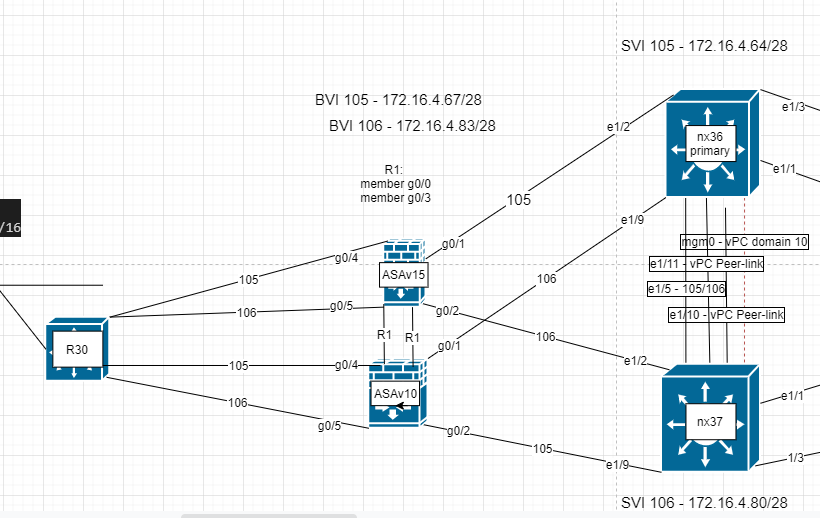 SVI 105 - 172.16.4.64/28
BVI 105 - 172.16.4.67/28
BVI 106 - 172.16.4.83/28
e1/3
e1/2
nx36
primary
e1/1
R1:
member g0/0
member g0/3
105
e1/9
/16
g0/1
mgm0 - vPC domain 10
g0/4
e1/11 - vPC Peer-link
ASAv15
105
106
e1/5 - 105/106
g0/5
g0/2
106
e1/10 - vPC Peer-link
R1
R1
106
g0/1
R30
e1/2
105
g0/4
ASAv10
e1/1
106
g0/5
g0/2
nx37
105
e1/9
1/3
SVI 106 - 172.16.4.80/28